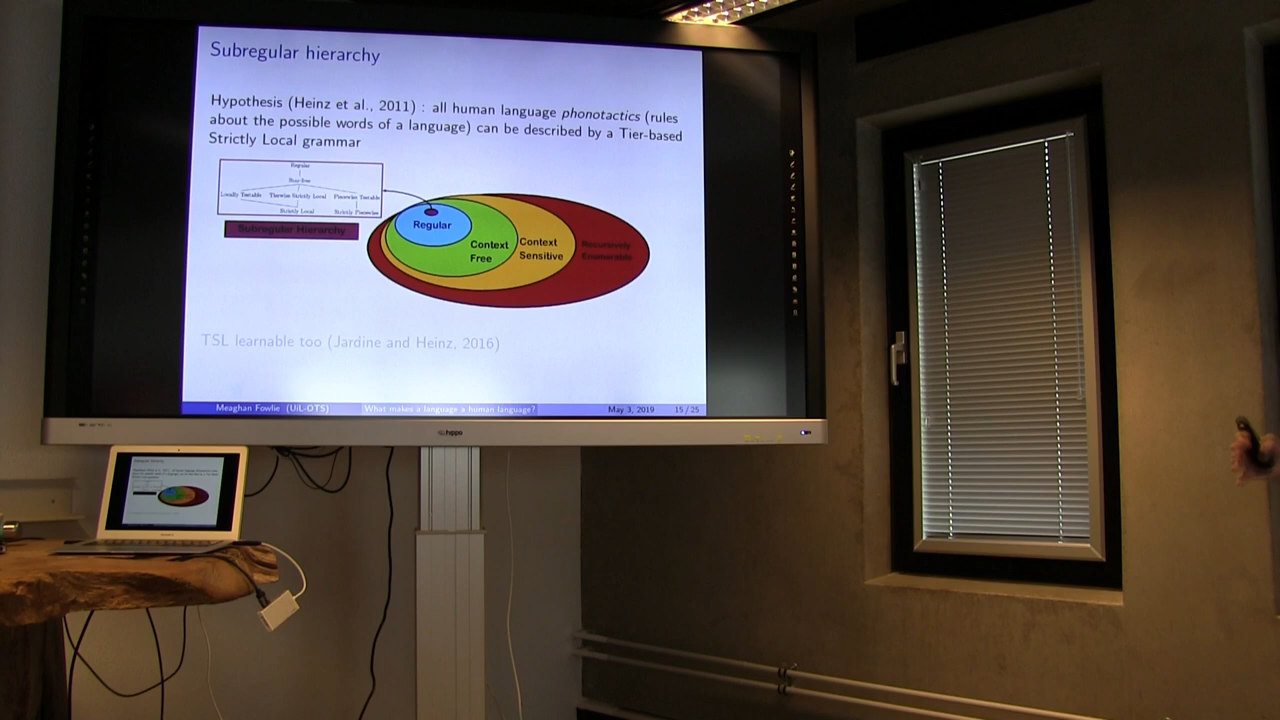 Subregular hierarchy
Hypothesis (Heinz et al., 2011) : all human language phonotactics (rules
about the possible words of a language) can be described by a Tier-based
Strictly Local grammar
Regular
Star-free
Locally Testable Tierwise Strictly Local Piecewise Testable
Strictly Local Strictly Piecewise
Subregular Hierarchy
Regular
Context
Free
Context
Sensitive
Recursively
Enumerable
TSL learnable too (Jardine and Heinz, 2016)
Meaghan Fowlie (UiL-OTS) What makes a language a human language? May 3, 2019 15 / 25
hippo